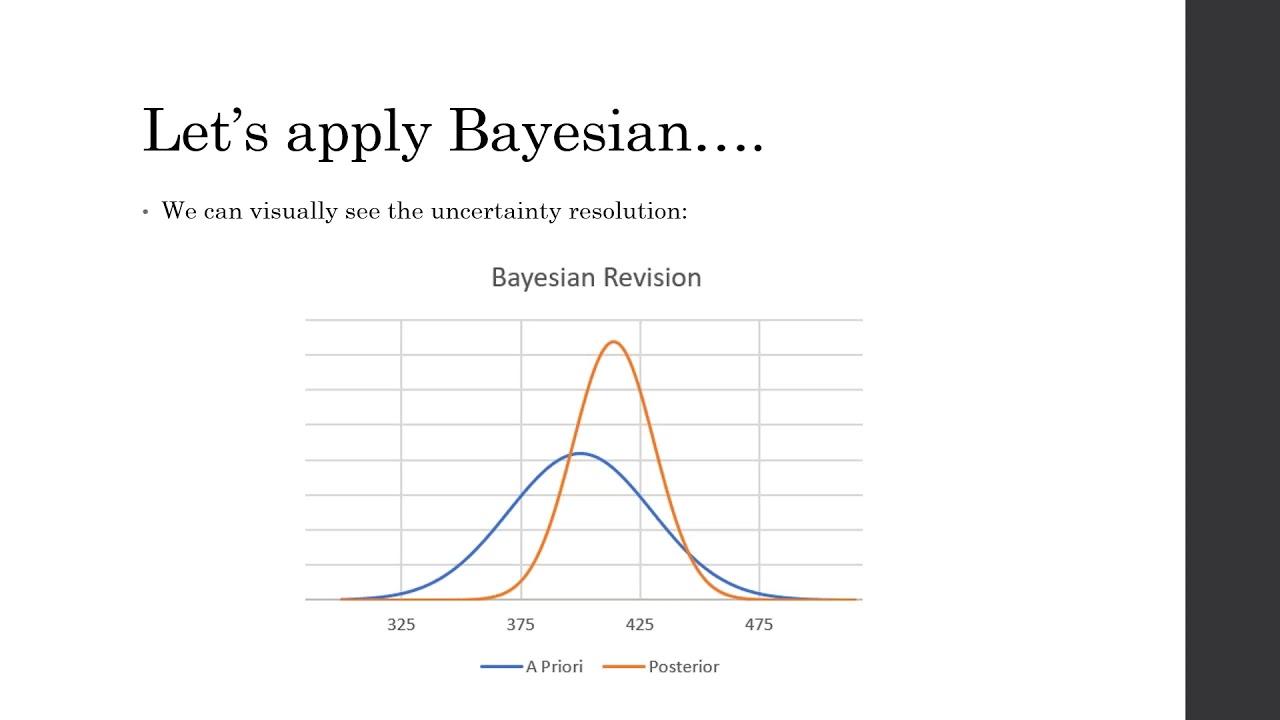 Let’s apply Bayesian….
• We can visually see the uncertainty resolution:
Bayesian Revision
325 375 425 475
A Priori Posterior